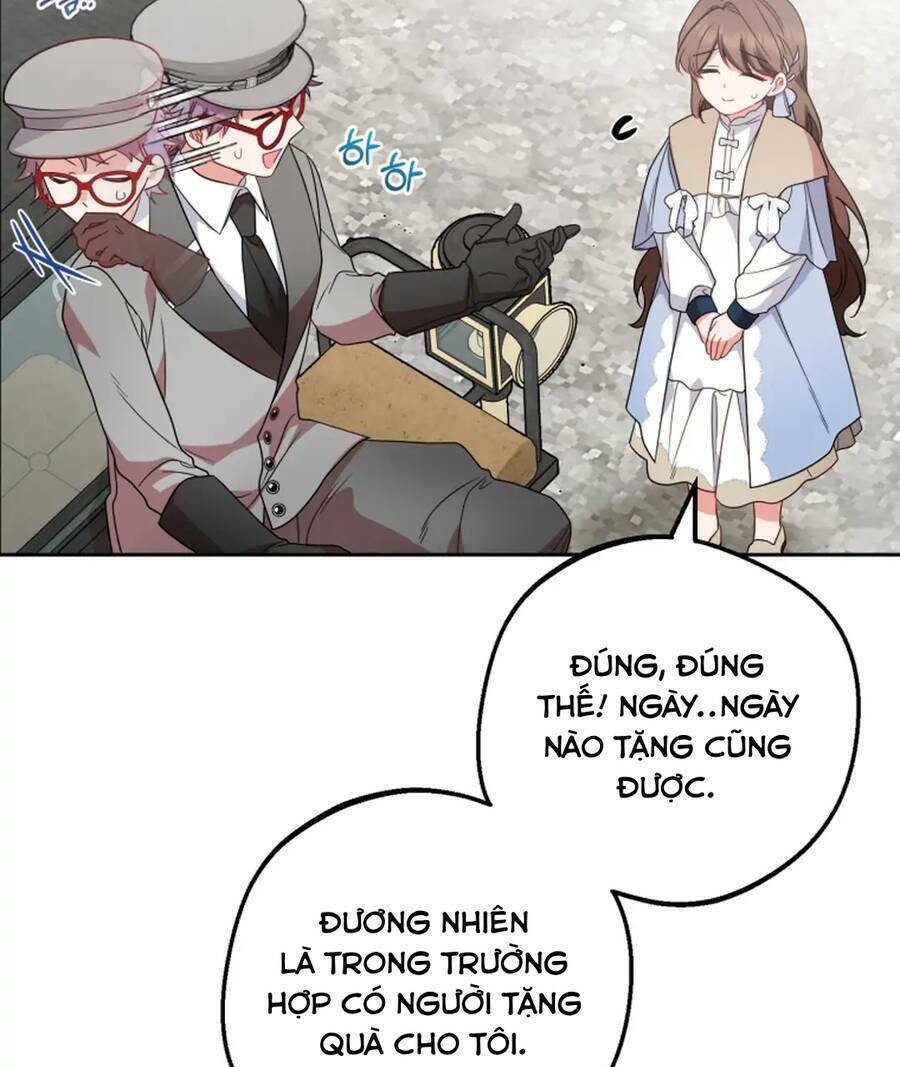 하
하
ĐÚNG, ĐÚNG
THẾ! NGÀY..NGÀY
NÀO TẶNG CŨNG
ĐƯỢC.
ĐƯƠNG NHIÊN
LÀ TRONG TRƯỜNG
HỢP CÓ NGƯỜI TẶNG
QUÀ CHO TÔI.